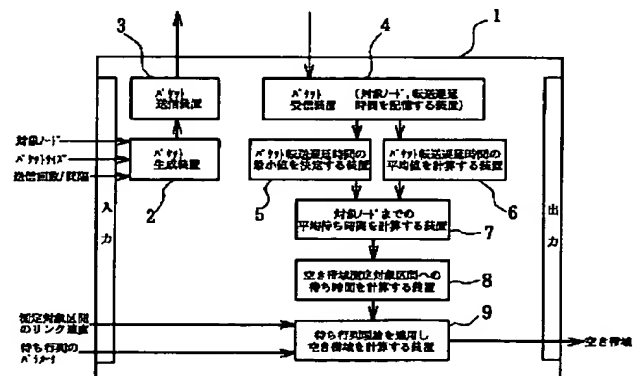 1
3
4
パケット
送信装置
パケット
受信装置
(対象ノード、転送遅延
時間を記憶する装置)
対象ノード
パケットサイズ
送信回数/間隔
パケット
生成装置
2
パケット転送遅延時間の
最小値を決定する装置
5
パケット転送遅延時間の
平均値を計算する装置
6
入力
出力
対象ノードまでの
平均待ち時間を計算する装置
7
空き帯域測定対象区間への
待ち時間を計算する装置
8
測定対象区間
のリンク速度
待ち行列の
パラメータ
待ち行列理論を適用し
空き帯域を計算する装置
9
空き帯域